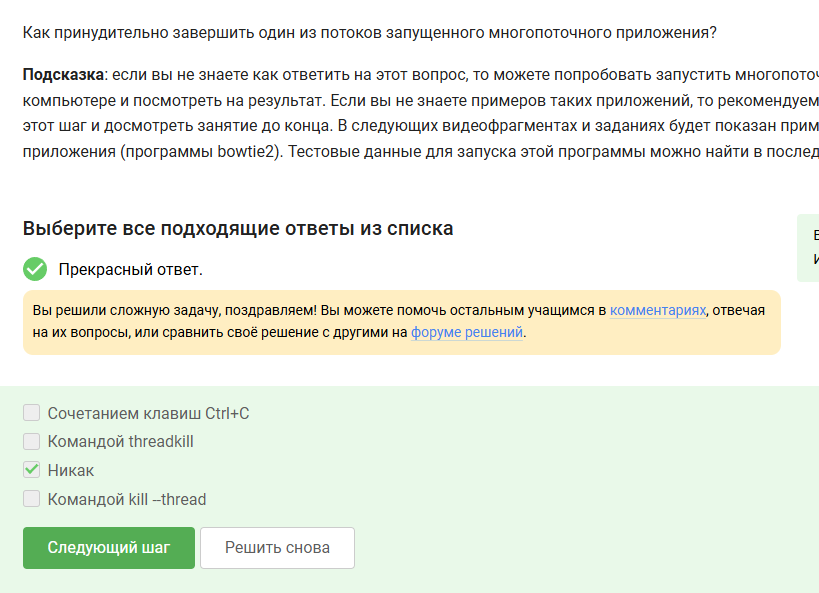 Как принудительно завершить один из потоков запущенного многопоточного приложения?
Подсказка: если вы не знаете как ответить на этот вопрос, то можете попробовать запустить многопоточ
компьютере и посмотреть на результат. Если вы не знаете примеров таких приложений, то рекомендуем
этот шаг и досмотреть занятие до конца. В следующих видеофрагментах и заданиях будет показан прим
приложения (программы bowtie2). Тестовые данные для запуска этой программы можно найти в послед
Выберите все подходящие ответы из списка
Прекрасный ответ.
Вы решили сложную задачу, поздравляем! Вы можете помочь остальным учащимся в комментариях, отвечая
на их вопросы, или сравнить своё решение с другими на форуме решений.
Сочетанием клавиш Ctrl+C
Командой threadkill
Никак
Командой kill --thread
Следующий шаг Решить снова